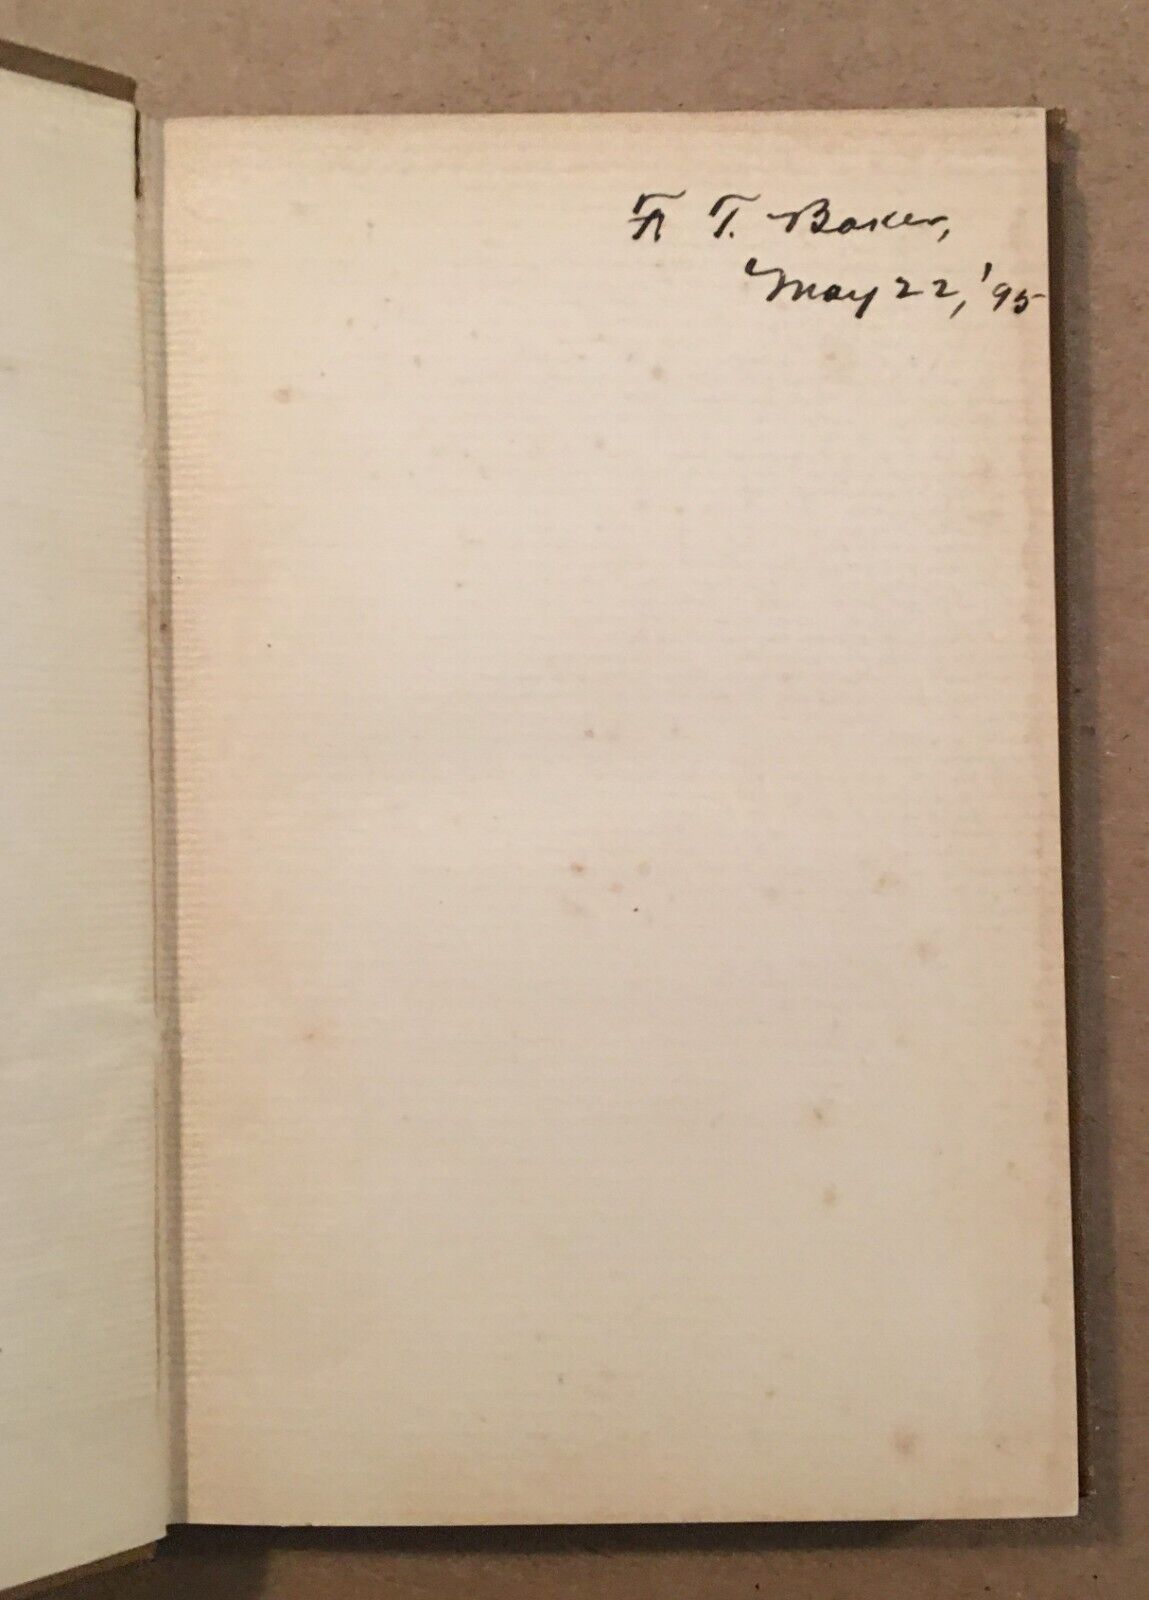 F. T. Baker,
May 22, '95